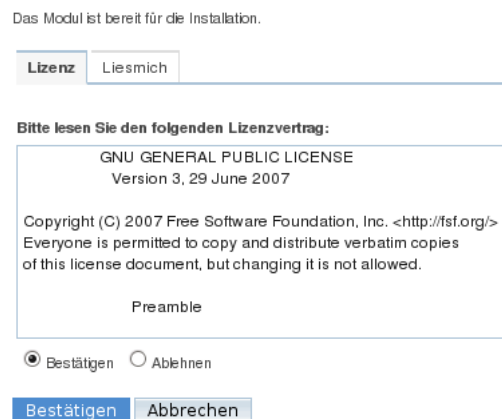 Das Modul ist bereit für die Installation.
Lizenz Liesmich
Bitte lesen Sie den folgenden Lizenzvertrag:
GNU GENERAL PUBLIC LICENSE
Version 3, 29 June 2007
Copyright (C) 2007 Free Software Foundation, Inc. <http://fsf.org/>
Everyone is permitted to copy and distribute verbatim copies
of this license document, but changing it is not allowed.
Preamble
Bestätigen Ablehnen
Bestätigen Abbrechen